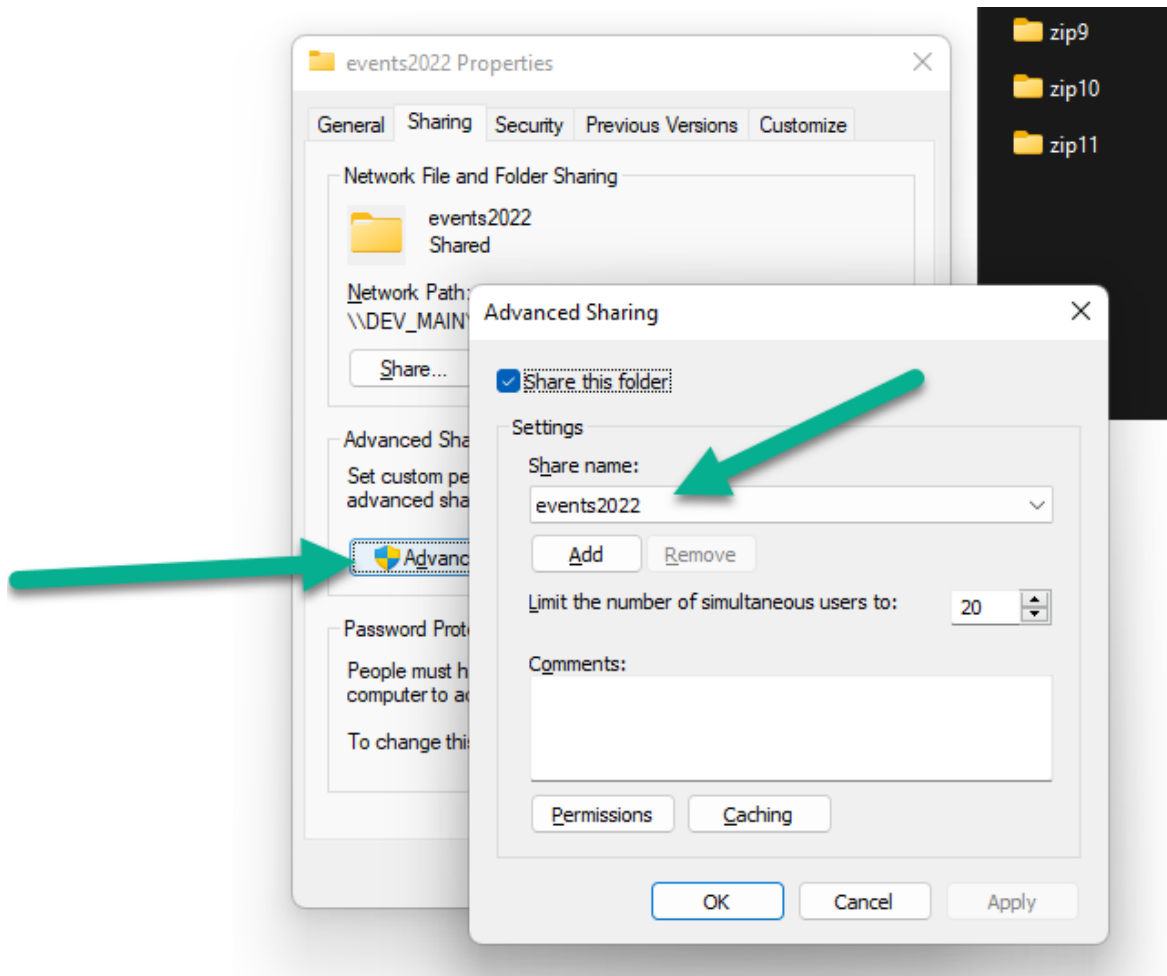 zip9
zip10
zip11
events2022 Properties
General Sharing Security Previous Versions Customize
Network File and Folder Sharing
events2022
Shared
Network Path:
\\DEV_MAIN\
Share...
Advanced Sha
Set custom pe
advanced sha
Advanc
Password Prot
People must h
computer to a
To change this
Advanced Sharing
Share this folder
Settings
Share name:
events2022
Add Remove
Limit the number of simultaneous users to: 20
Comments:
Permissions Caching
OK Cancel Apply